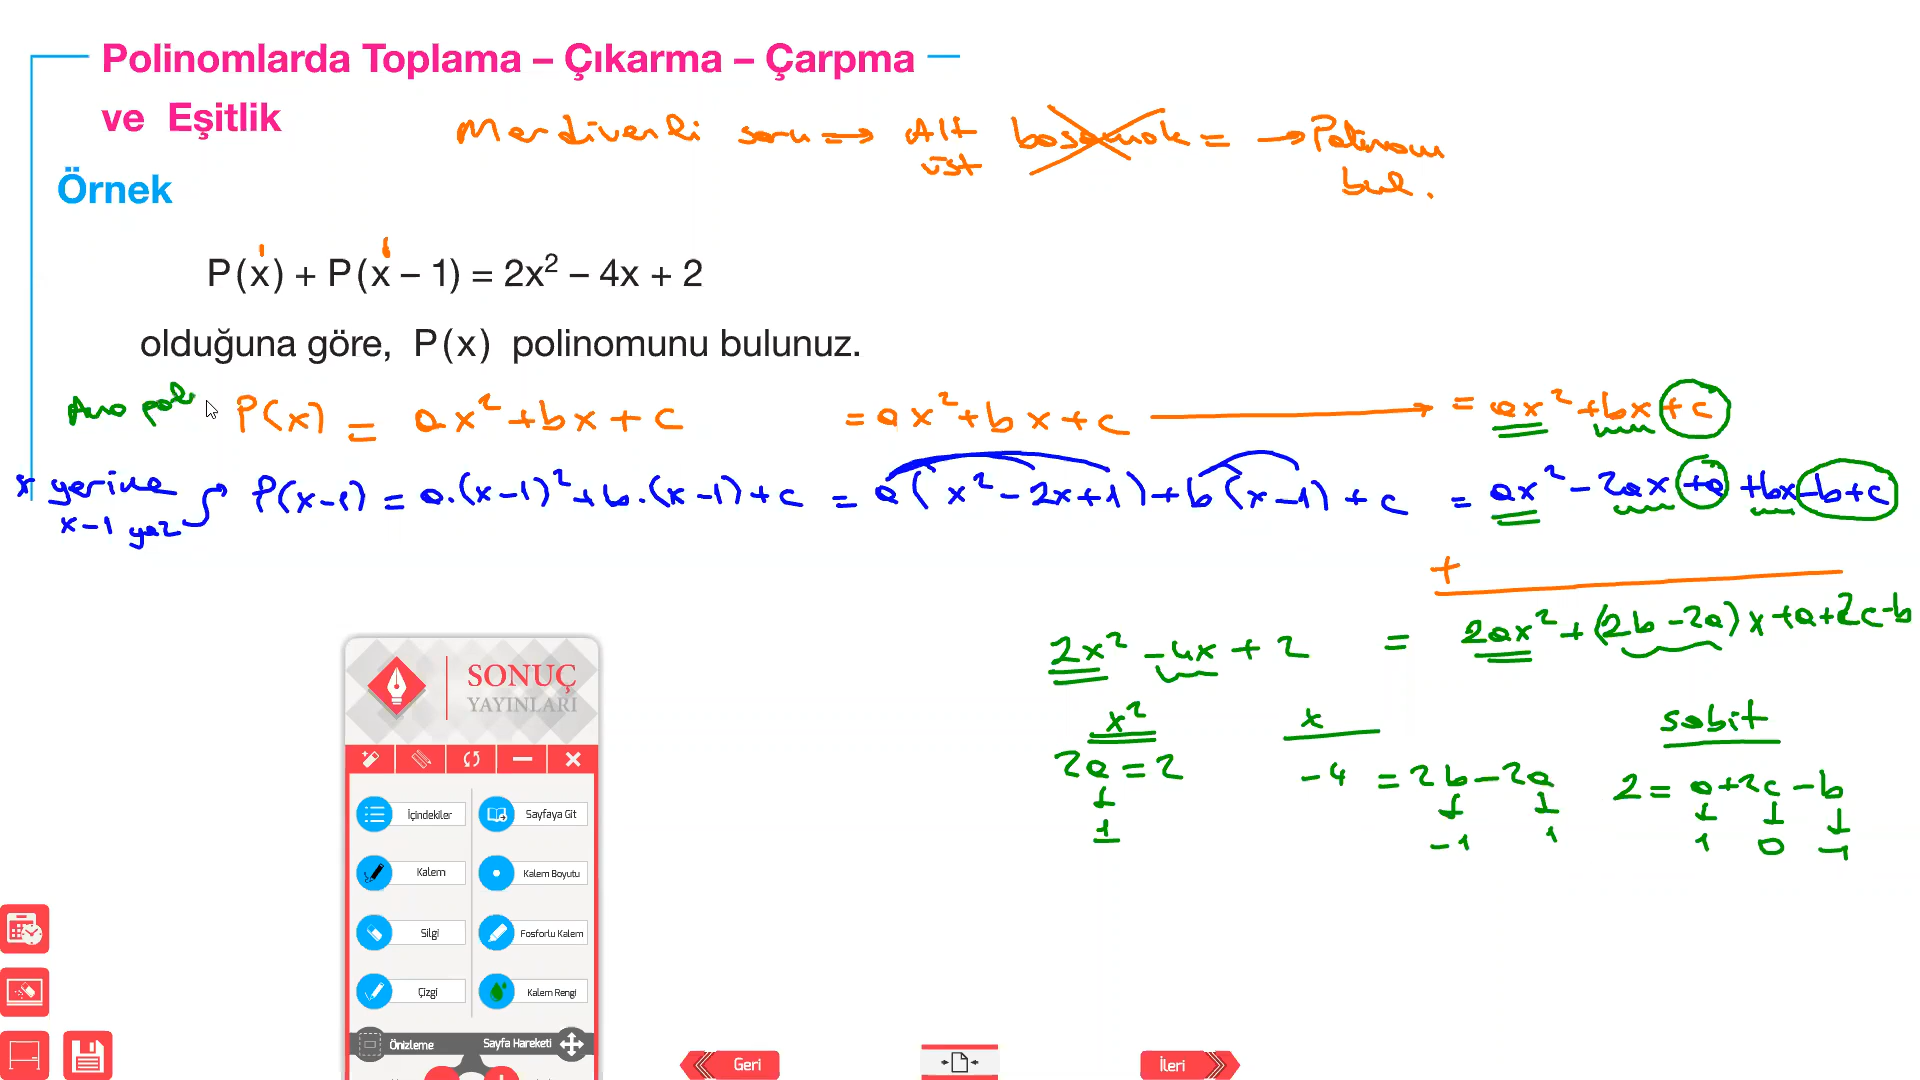 Polinomlarda Toplama – Çıkarma – Çarpma
ve Eşitlik
Merdivenli soru ⟹ Alt basamak = → Polinom
üst bul.
Örnek
P(x) + P(x – 1) = 2x² – 4x + 2
olduğuna göre, P(x) polinomunu bulunuz.
Ana poli P(x) = ax²+bx+c = ax²+bx+c → = ax²+bx+c
x yerine P(x-1) = a.(x-1)²+b.(x-1)+c = a(x²-2x+1)+b(x-1)+c = ax²-2ax+a+bx-b+c
x-1 yaz
+
2x²-4x+2 = 2ax²+(2b-2a)x+a+2c-b
x² x sabit
2a=2 -4 = 2b-2a 2 = a+2c-b
1 -1 1 1 0 -1
SONUÇ
YAYINLARI
İçindekiler Sayfaya Git
Kalem Kalem Boyutu
Silgi Fosforlu Kalem
Çizgi Kalem Rengi
Önizleme Sayfa Hareketi
Geri İleri